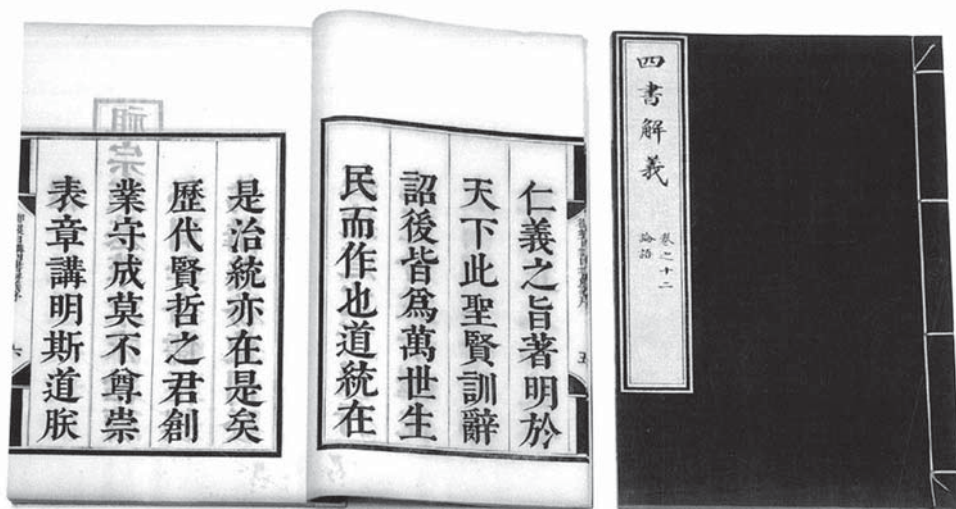 仁義之旨著明於
天下此聖賢訓辭
詔後皆為萬世生
民而作也道統在
五
是治統亦在是矣
歷代賢哲之君創
業守成莫不尊崇
表章講明斯道朕
六
四書解義
卷之十二
論語